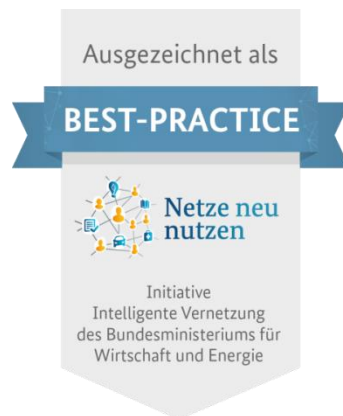 Ausgezeichnet als
BEST-PRACTICE
Netze neu
nutzen
Initiative
Intelligente Vernetzung
des Bundesministeriums für
Wirtschaft und Energie